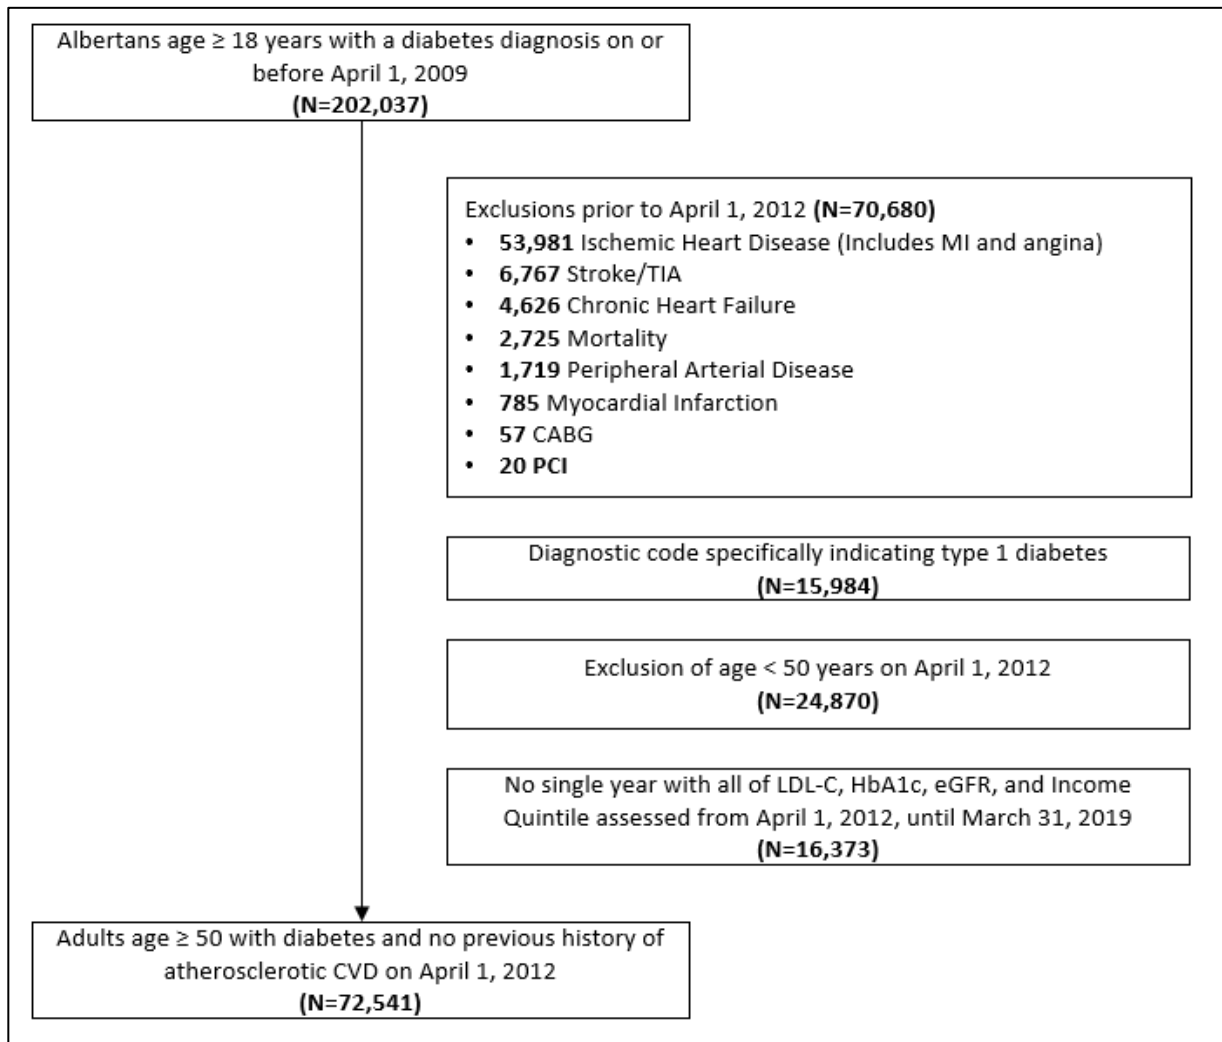 Albertans age ≥ 18 years with a diabetes diagnosis on or
before April 1, 2009
(N=202,037)
Exclusions prior to April 1, 2012 (N=70,680)
• 53,981 Ischemic Heart Disease (Includes MI and angina)
• 6,767 Stroke/TIA
• 4,626 Chronic Heart Failure
• 2,725 Mortality
• 1,719 Peripheral Arterial Disease
• 785 Myocardial Infarction
• 57 CABG
• 20 PCI
Diagnostic code specifically indicating type 1 diabetes
(N=15,984)
Exclusion of age < 50 years on April 1, 2012
(N=24,870)
No single year with all of LDL-C, HbA1c, eGFR, and Income
Quintile assessed from April 1, 2012, until March 31, 2019
(N=16,373)
Adults age ≥ 50 with diabetes and no previous history of
atherosclerotic CVD on April 1, 2012
(N=72,541)